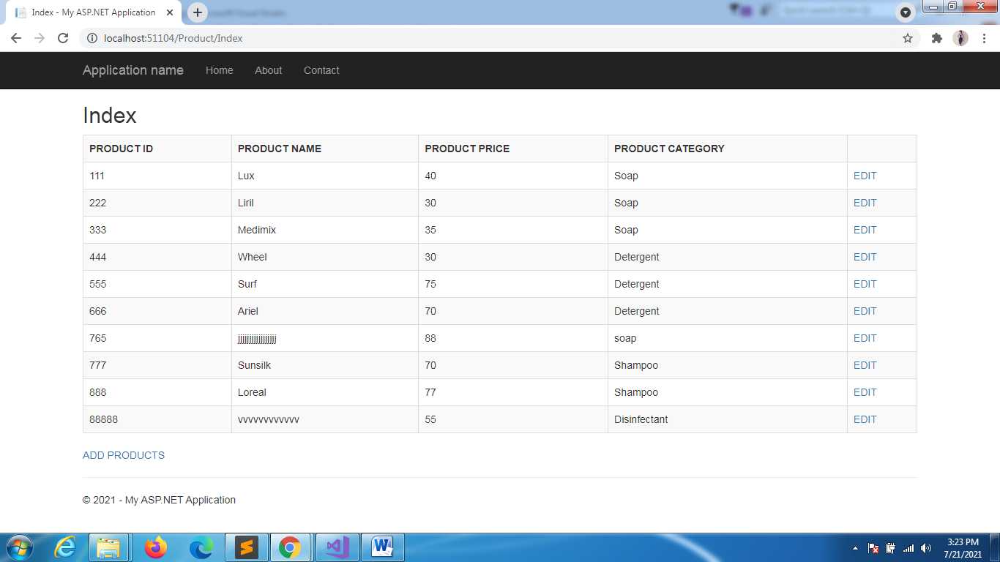 Index - My ASP.NET Application
localhost:51104/Product/Index
Application name Home About Contact
Index
PRODUCT ID PRODUCT NAME PRODUCT PRICE PRODUCT CATEGORY
111 Lux 40 Soap EDIT
222 Liril 30 Soap EDIT
333 Medimix 35 Soap EDIT
444 Wheel 30 Detergent EDIT
555 Surf 75 Detergent EDIT
666 Ariel 70 Detergent EDIT
765 jjjjjjjjjjjjjjjjj 88 soap EDIT
777 Sunsilk 70 Shampoo EDIT
888 Loreal 77 Shampoo EDIT
88888 vvvvvvvvvvvv 55 Disinfectant EDIT
ADD PRODUCTS
© 2021 - My ASP.NET Application
3:23 PM
7/21/2021